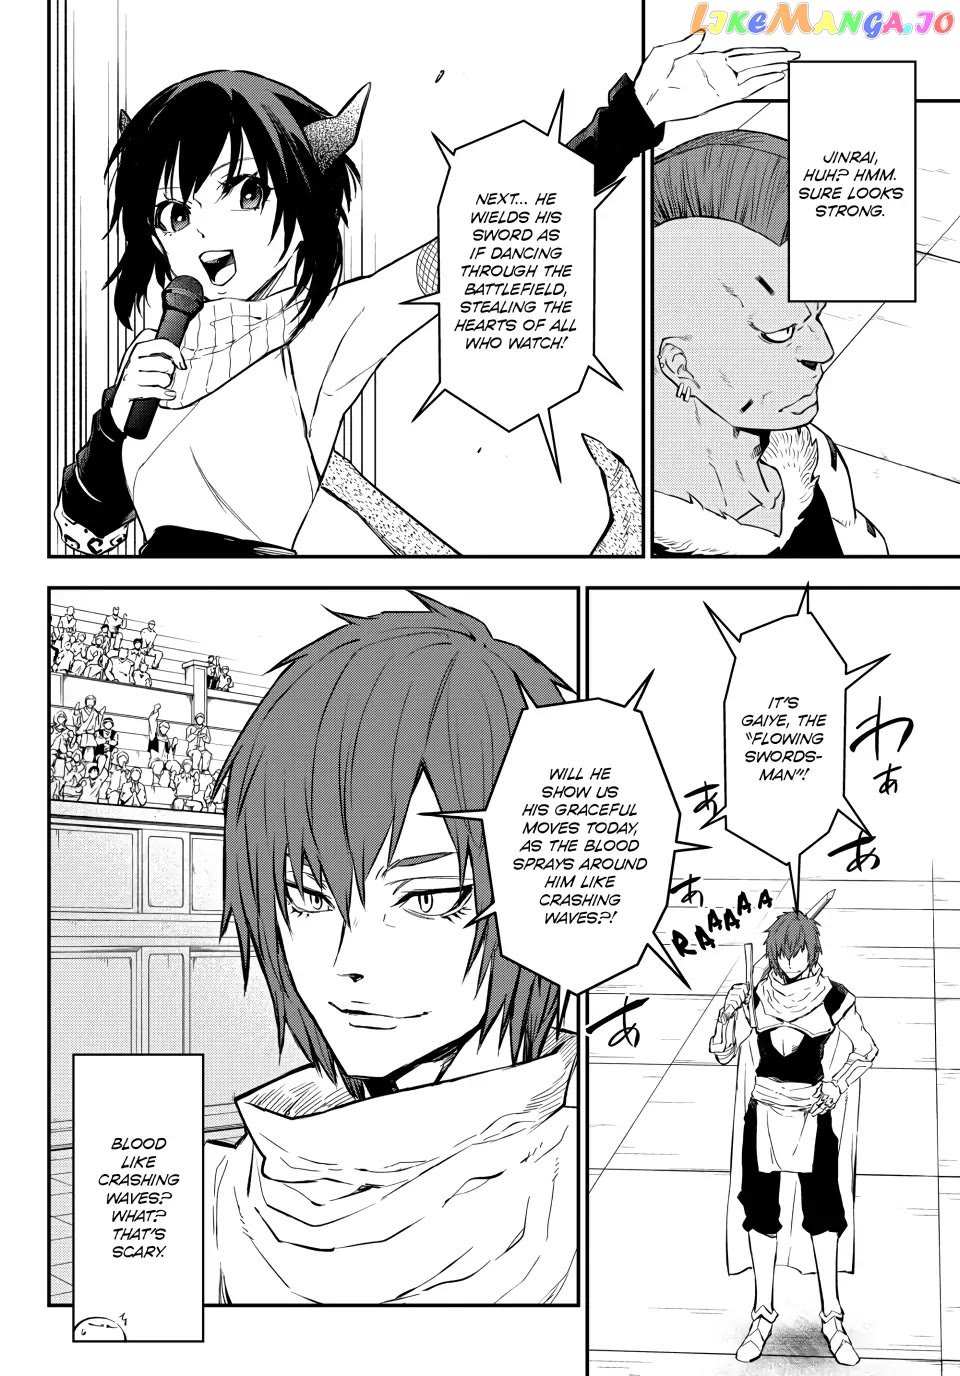 LIKEMANGA.IO
JINRAI,
HUH? HMM.
SURE LOOKS
STRONG.
NEXT... HE
WIELDS HIS
SWORD AS
IF DANCING
THROUGH THE
BATTLEFIELD,
STEALING THE
HEARTS OF ALL
WHO WATCH!
IT'S
GAIYE, THE
"FLOWING
SWORDS-
MAN"!
わぁ
あぁ
あぁ
RAAAAA
WILL HE
SHOW US
HIS GRACEFUL
MOVES TODAY,
AS THE BLOOD
SPRAYS AROUND
HIM LIKE
CRASHING
WAVES?!
BLOOD
LIKE
CRASHING
WAVES?
WHAT?
THAT'S
SCARY.